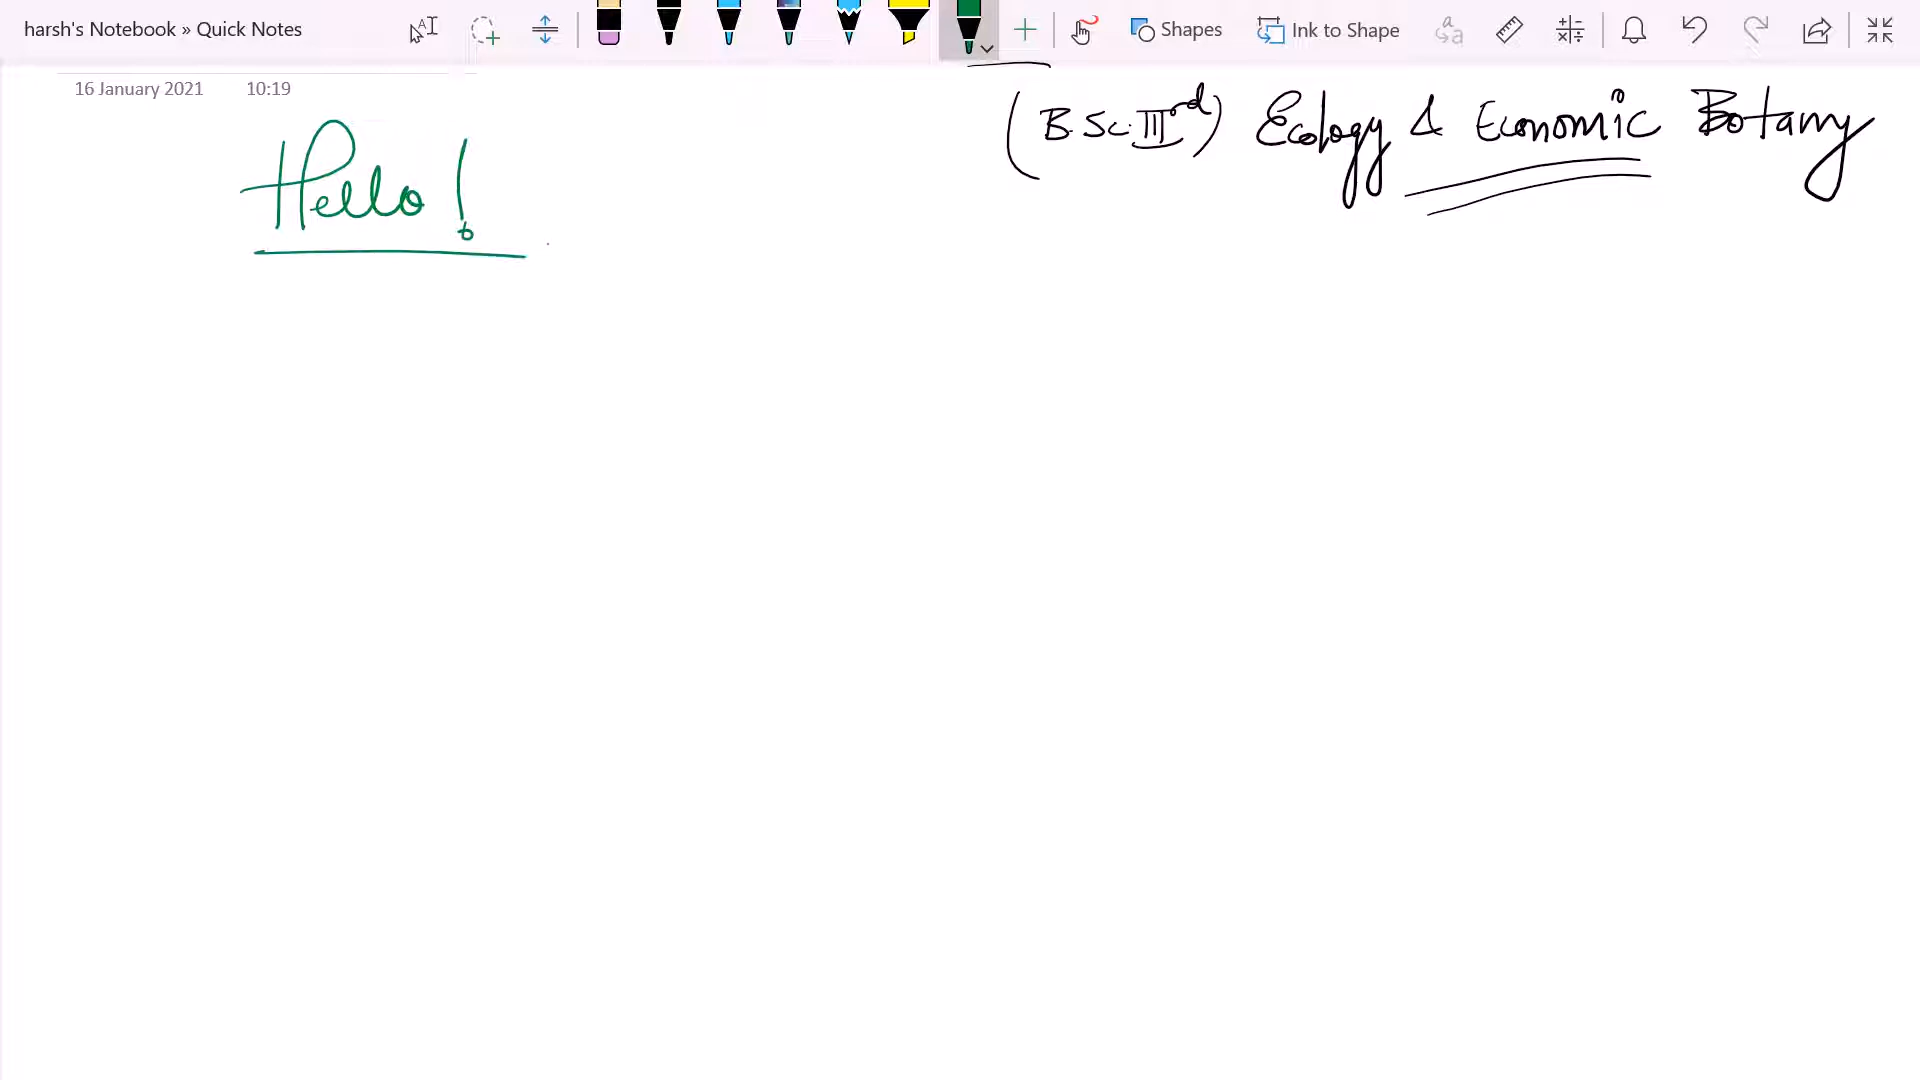 harsh's Notebook » Quick Notes
Shapes
Ink to Shape
16 January 2021 10:19
(B.Sc.IIIrd) Ecology & Economic Botany
Hello!